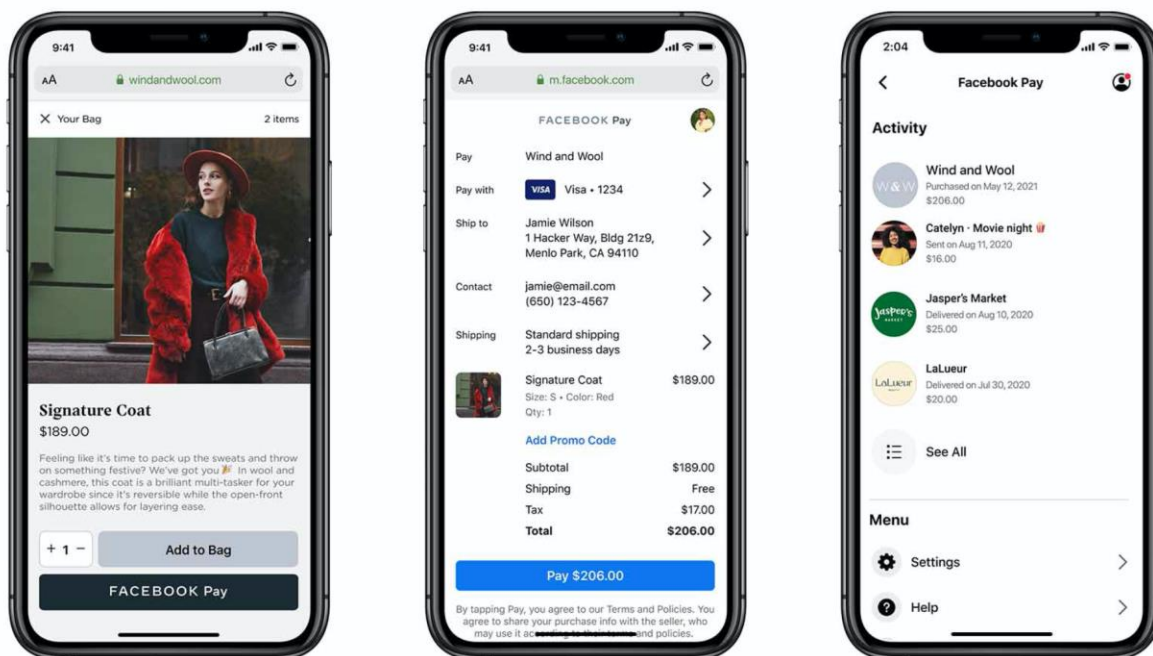 9:41
AA windandwool.com
Your Bag 2 items
Signature Coat
$189.00
Feeling like it's time to pack up the sweats and throw
on something festive? We've got you🎉 In wool and
cashmere, this coat is a brilliant multi-tasker for your
wardrobe since it's reversible while the open-front
silhouette allows for layering ease.
+ 1 − Add to Bag
FACEBOOK Pay
9:41
AA m.facebook.com
FACEBOOK Pay
Pay Wind and Wool
Pay with VISA Visa • 1234
Ship to Jamie Wilson
1 Hacker Way, Bldg 21z9,
Menlo Park, CA 94110
Contact jamie@email.com
(650) 123-4567
Shipping Standard shipping
2-3 business days
Signature Coat $189.00
Size: S • Color: Red
Qty: 1
Add Promo Code
Subtotal $189.00
Shipping Free
Tax $17.00
Total $206.00
Pay $206.00
By tapping Pay, you agree to our Terms and Policies. You
agree to share your purchase info with the seller, who
may use it according to their terms and policies.
2:04
Facebook Pay
Activity
W&W
Wind and Wool
Purchased on May 12, 2021
$206.00
Catelyn · Movie night 🍿
Sent on Aug 11, 2020
$16.00
Jasper's
MARKET
Jasper's Market
Delivered on Aug 10, 2020
$25.00
LaLueur
LaLueur
Delivered on Jul 30, 2020
$20.00
See All
Menu
Settings
? Help